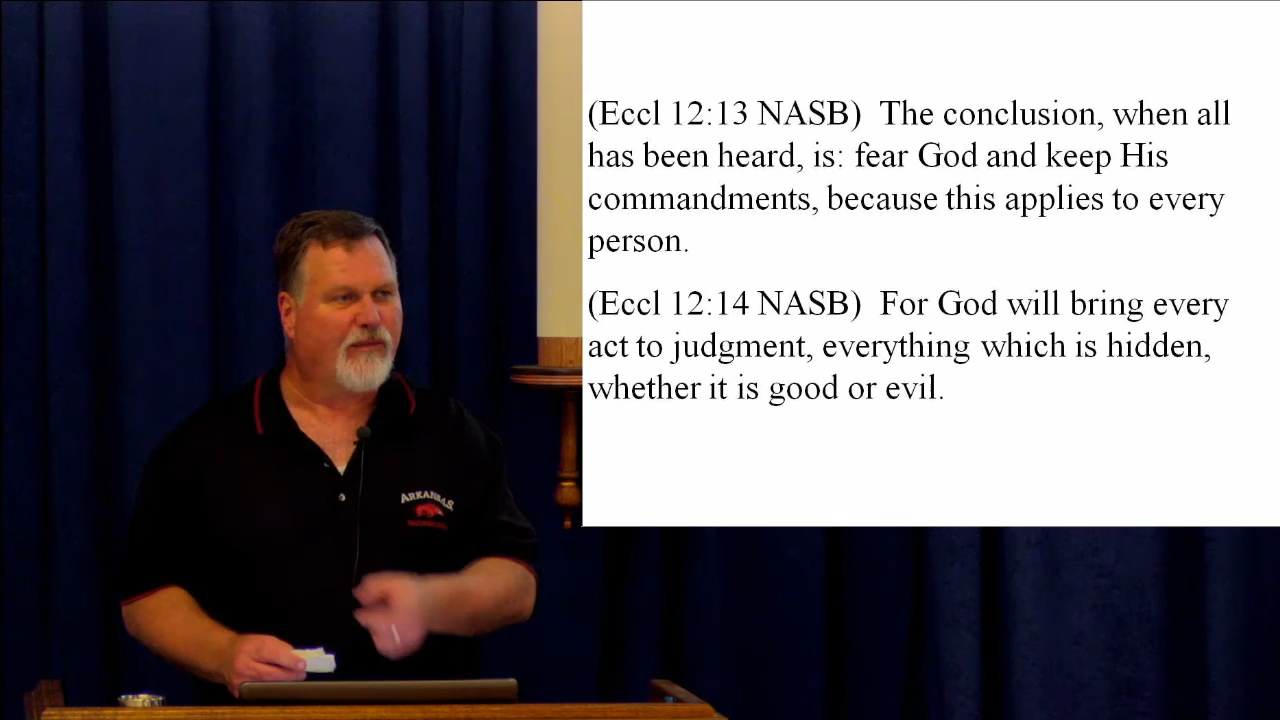 (Eccl 12:13 NASB)  The conclusion, when all
has been heard, is: fear God and keep His
commandments, because this applies to every
person.
(Eccl 12:14 NASB)  For God will bring every
act to judgment, everything which is hidden,
whether it is good or evil.
ARKANSAS